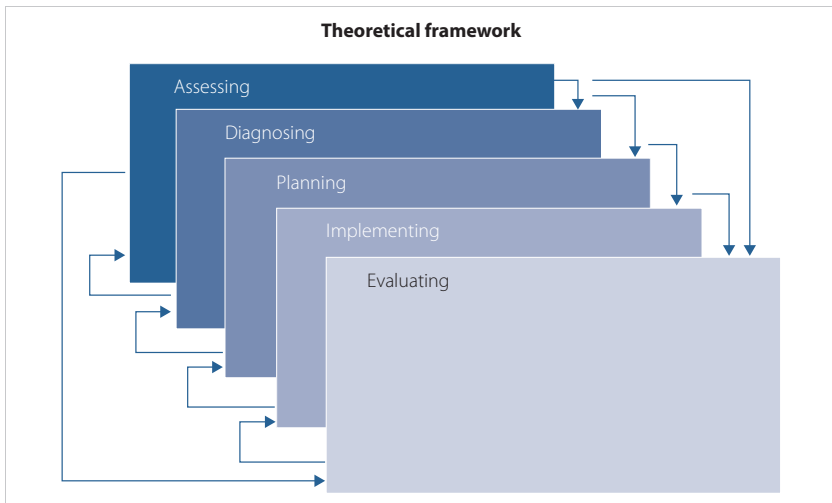 Theoretical framework
Assessing
Diagnosing
Planning
Implementing
Evaluating